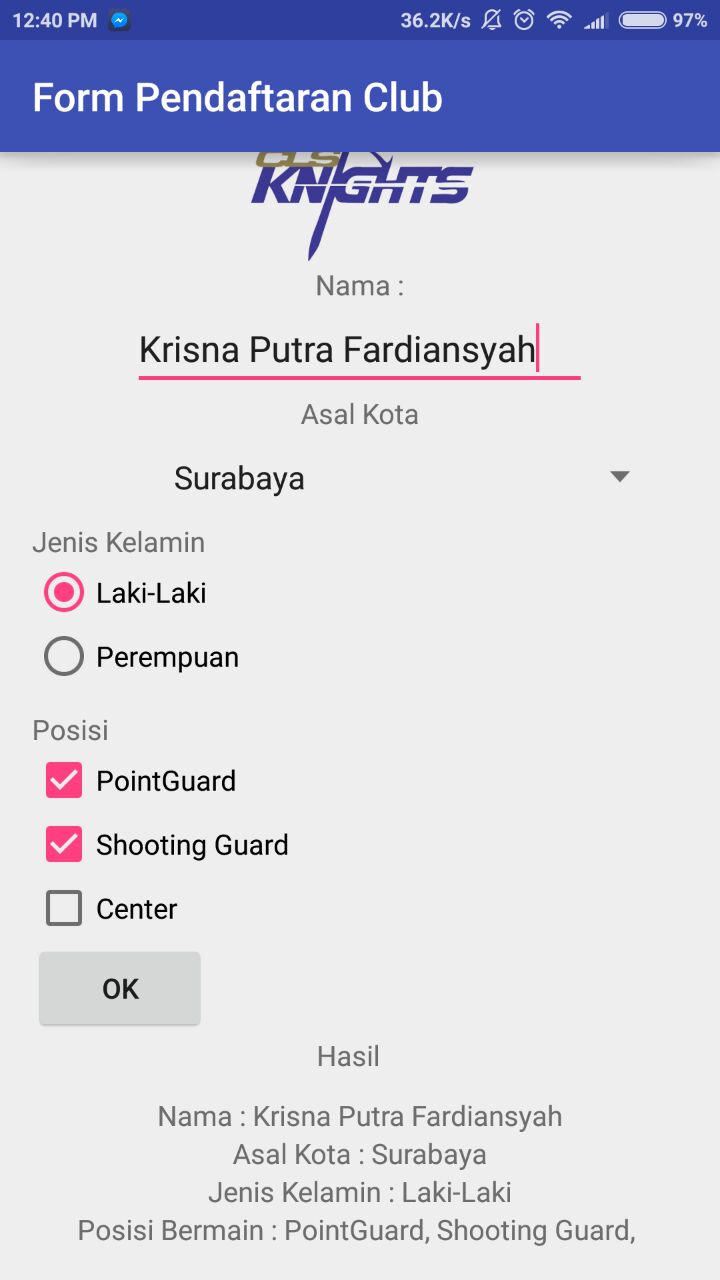 12:40 PM 36.2K/s 97%
Form Pendaftaran Club
CLS
KNIGHTS
Nama :
Krisna Putra Fardiansyah
Asal Kota
Surabaya
Jenis Kelamin
Laki-Laki
Perempuan
Posisi
PointGuard
Shooting Guard
Center
OK
Hasil
Nama : Krisna Putra Fardiansyah
Asal Kota : Surabaya
Jenis Kelamin : Laki-Laki
Posisi Bermain : PointGuard, Shooting Guard,